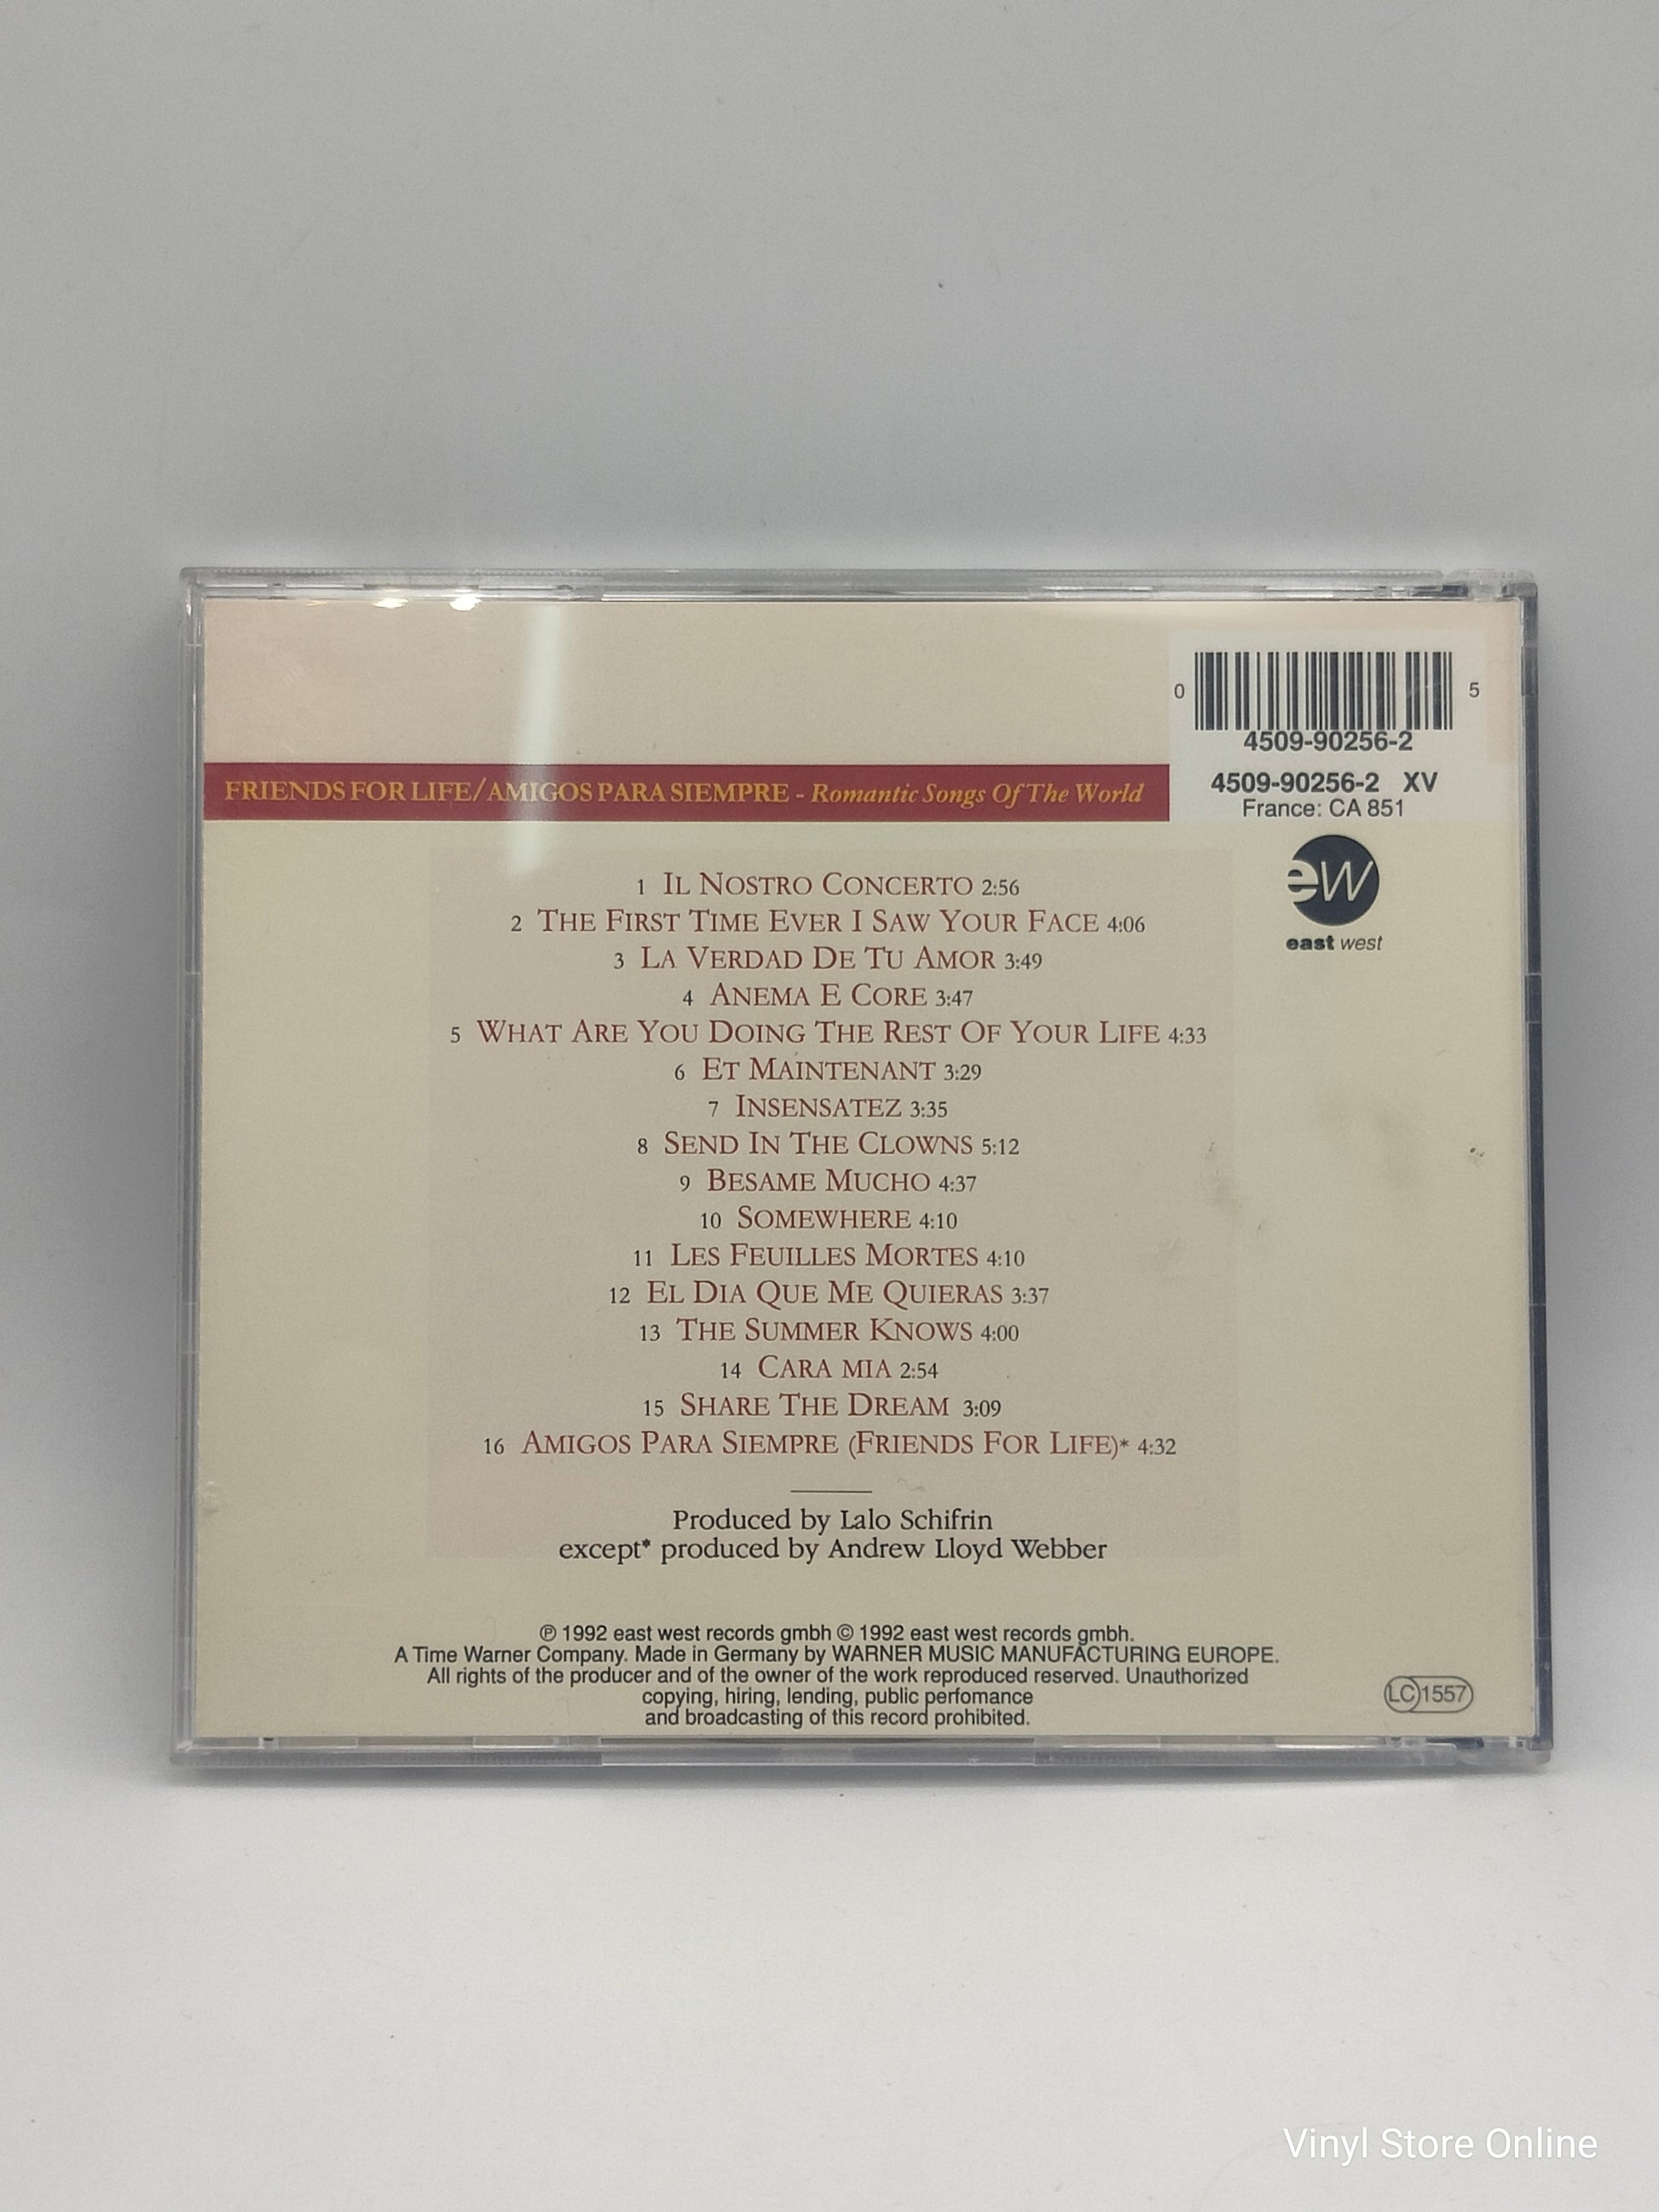 0 5
4509-90256-2
FRIENDS FOR LIFE/AMIGOS PARA SIEMPRE - Romantic Songs Of The World
4509-90256-2 XV
France: CA 851
ew
east west
1 IL NOSTRO CONCERTO 2:56
2 THE FIRST TIME EVER I SAW YOUR FACE 4:06
3 LA VERDAD DE TU AMOR 3:49
4 ANEMA E CORE 3:47
5 WHAT ARE YOU DOING THE REST OF YOUR LIFE 4:33
6 ET MAINTENANT 3:29
7 INSENSATEZ 3:35
8 SEND IN THE CLOWNS 5:12
9 BESAME MUCHO 4:37
10 SOMEWHERE 4:10
11 LES FEUILLES MORTES 4:10
12 EL DIA QUE ME QUIERAS 3:37
13 THE SUMMER KNOWS 4:00
14 CARA MIA 2:54
15 SHARE THE DREAM 3:09
16 AMIGOS PARA SIEMPRE (FRIENDS FOR LIFE)* 4:32
Produced by Lalo Schifrin
except* produced by Andrew Lloyd Webber
℗ 1992 east west records gmbh © 1992 east west records gmbh.
A Time Warner Company. Made in Germany by WARNER MUSIC MANUFACTURING EUROPE.
All rights of the producer and of the owner of the work reproduced reserved. Unauthorized
copying, hiring, lending, public perfomance
and broadcasting of this record prohibited.
LC 1557
Vinyl Store Online